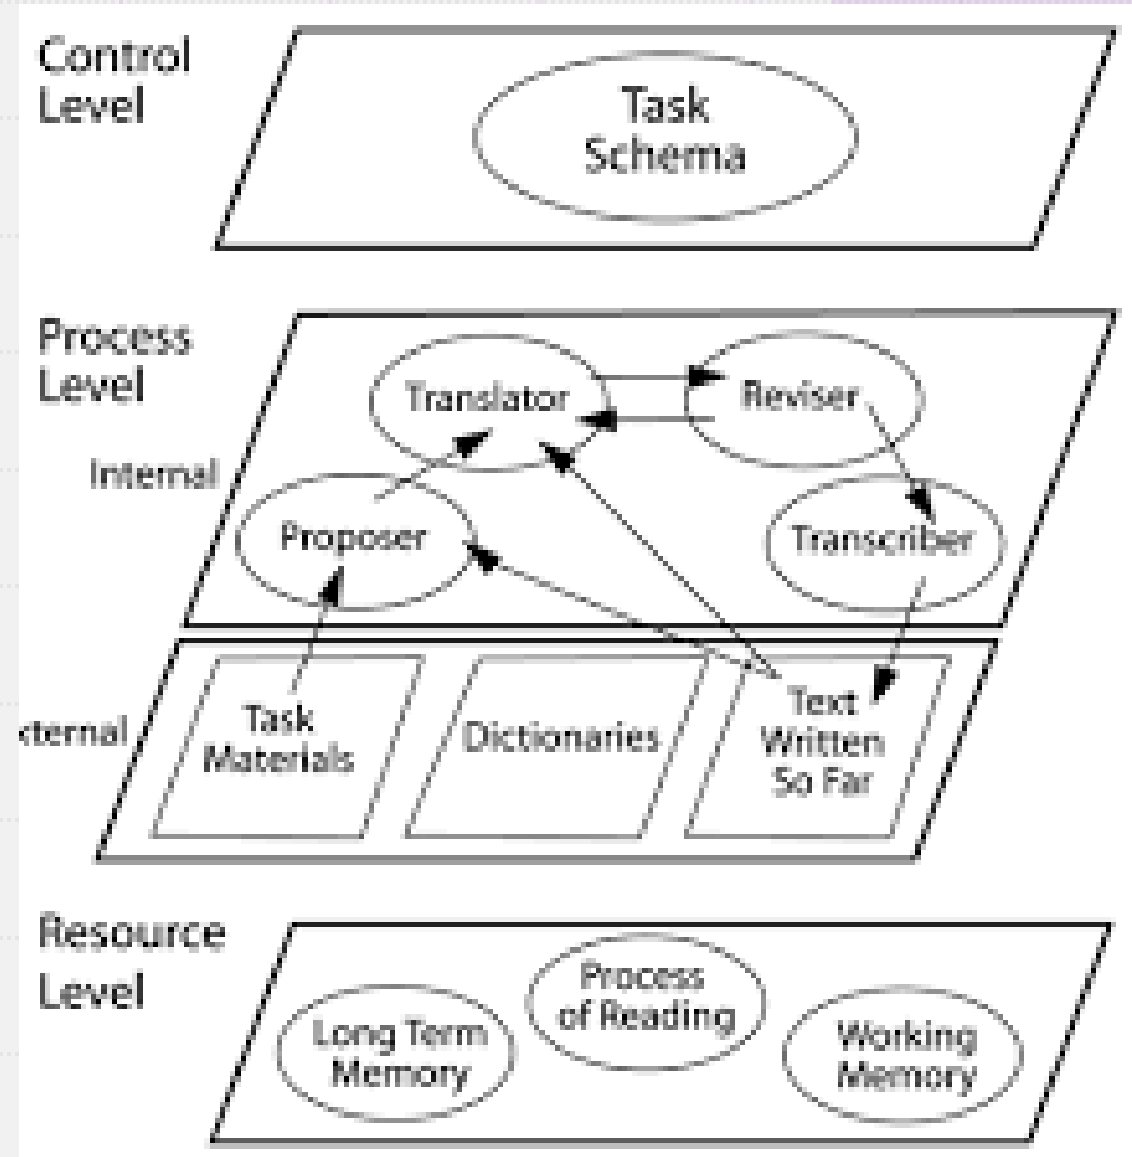 Control
Level
Task
Schema
Process
Level
Translator
Reviser
Internal
Proposer
Transcriber
xternal
Task
Materials
Dictionaries
Text
Written
So Far
Resource
Level
Process
of Reading
Long Term
Memory
Working
Memory